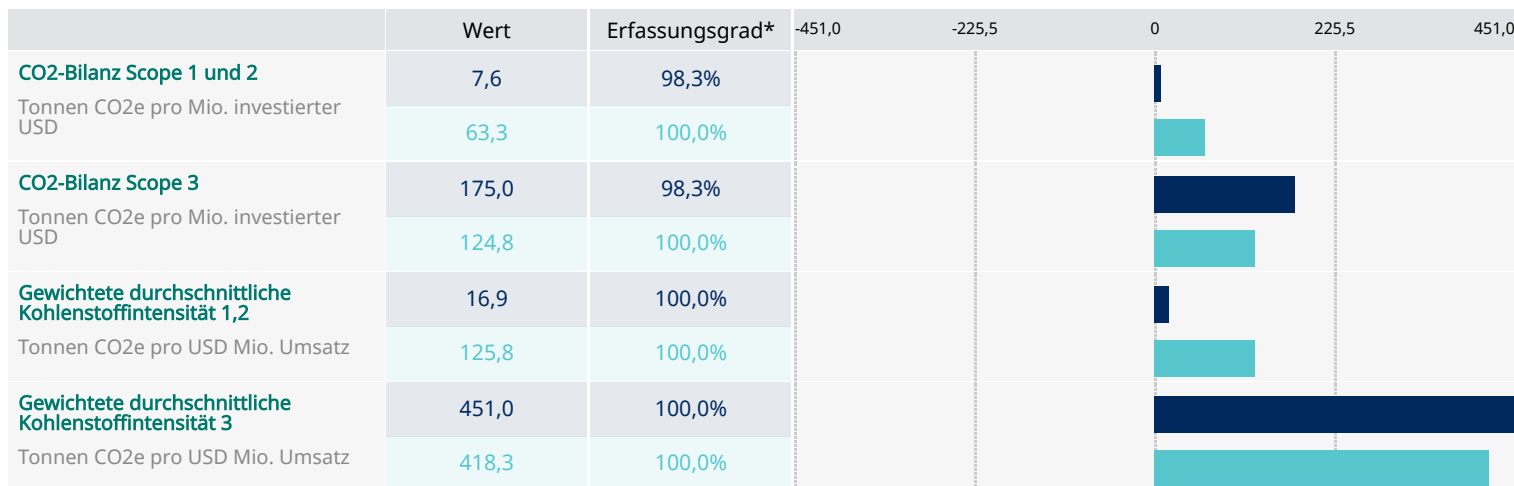 Wert Erfassungsgrad* -451,0 -225,5 0 225,5 451,0
CO2-Bilanz Scope 1 und 2
Tonnen CO2e pro Mio. investierter
USD
7,6 98,3%
63,3 100,0%
CO2-Bilanz Scope 3
Tonnen CO2e pro Mio. investierter
USD
175,0 98,3%
124,8 100,0%
Gewichtete durchschnittliche
Kohlenstoffintensität 1,2
Tonnen CO2e pro USD Mio. Umsatz
16,9 100,0%
125,8 100,0%
Gewichtete durchschnittliche
Kohlenstoffintensität 3
Tonnen CO2e pro USD Mio. Umsatz
451,0 100,0%
418,3 100,0%